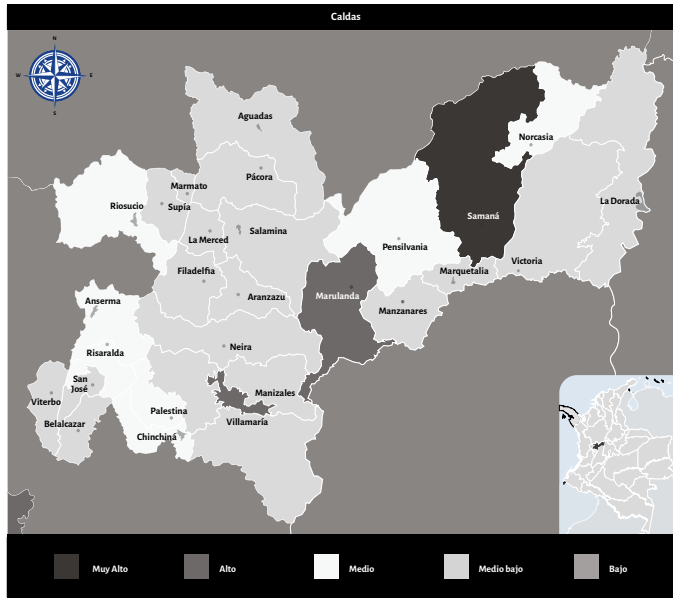 Caldas
N
W
E
S
Aguadas
Norcasia
Pácora
Marmato
Riosucio
Supía
La Dorada
Samaná
La Merced
Salamina
Pensilvania
Victoria
Filadelfia
Marquetalia
Anserma
Aranzazu
Marulanda
Manzanares
Neira
Risaralda
San
José
Manizales
Viterbo
Palestina
Belalcazar
Villamaría
Chinchiná
Muy Alto
Alto
Medio
Medio bajo
Bajo